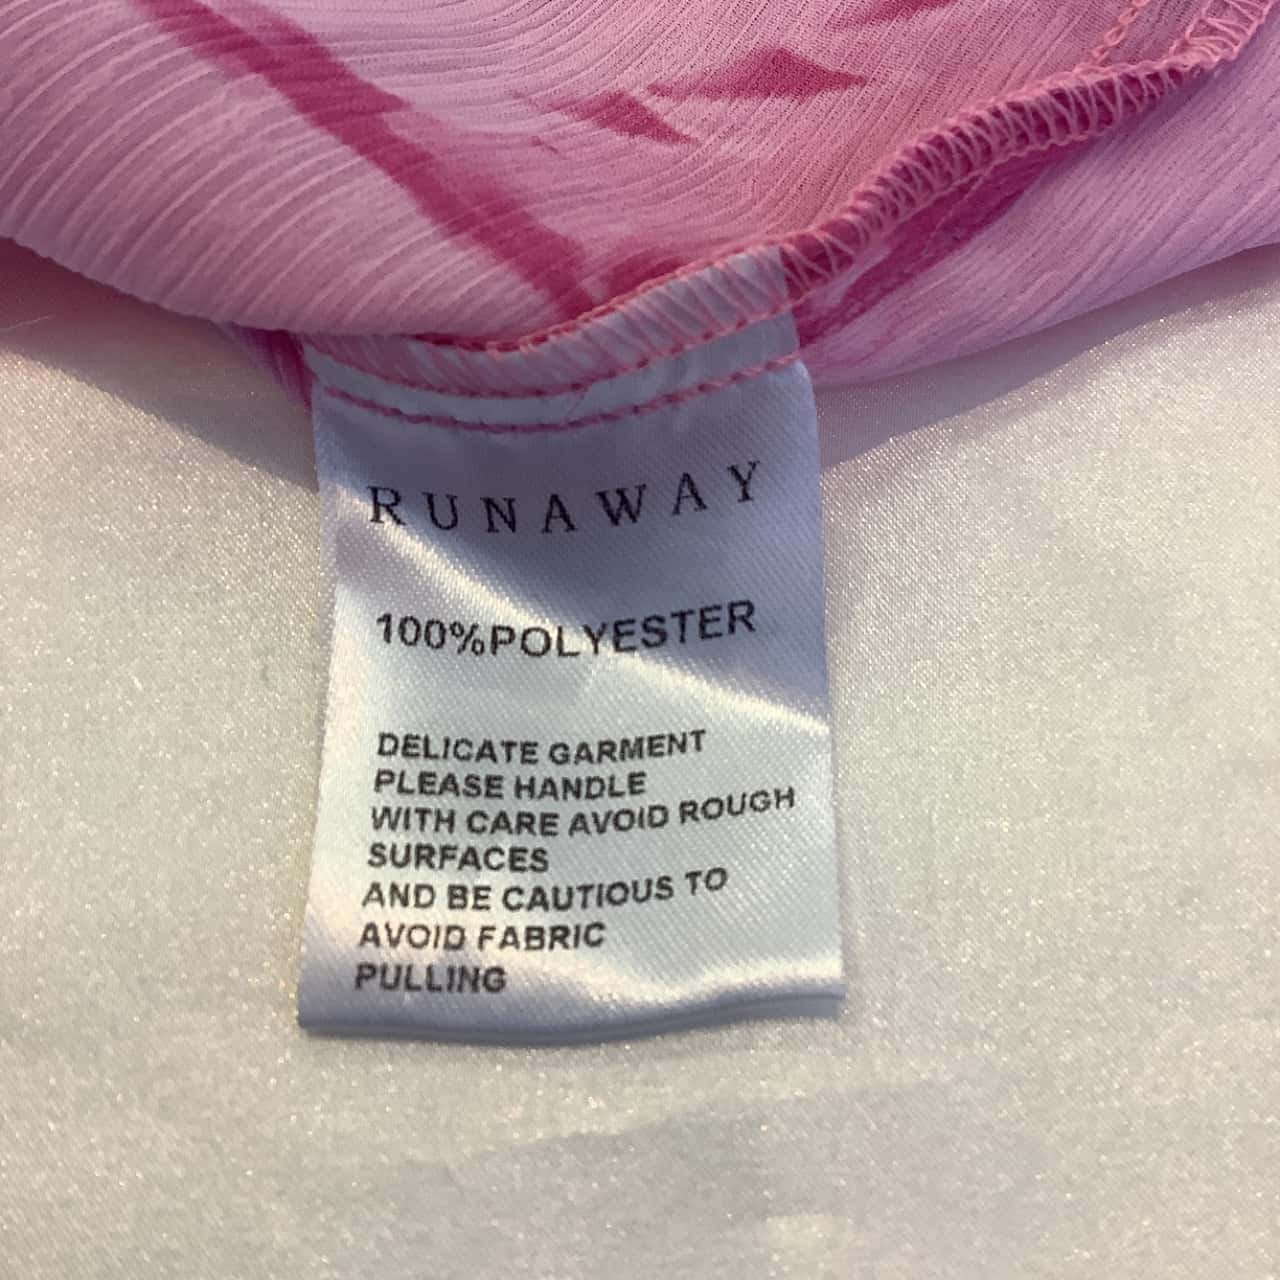 RUNAWAY
100%POLYESTER
DELICATE GARMENT
PLEASE HANDLE
WITH CARE AVOID ROUGH
SURFACES
AND BE CAUTIOUS TO
AVOID FABRIC
PULLING